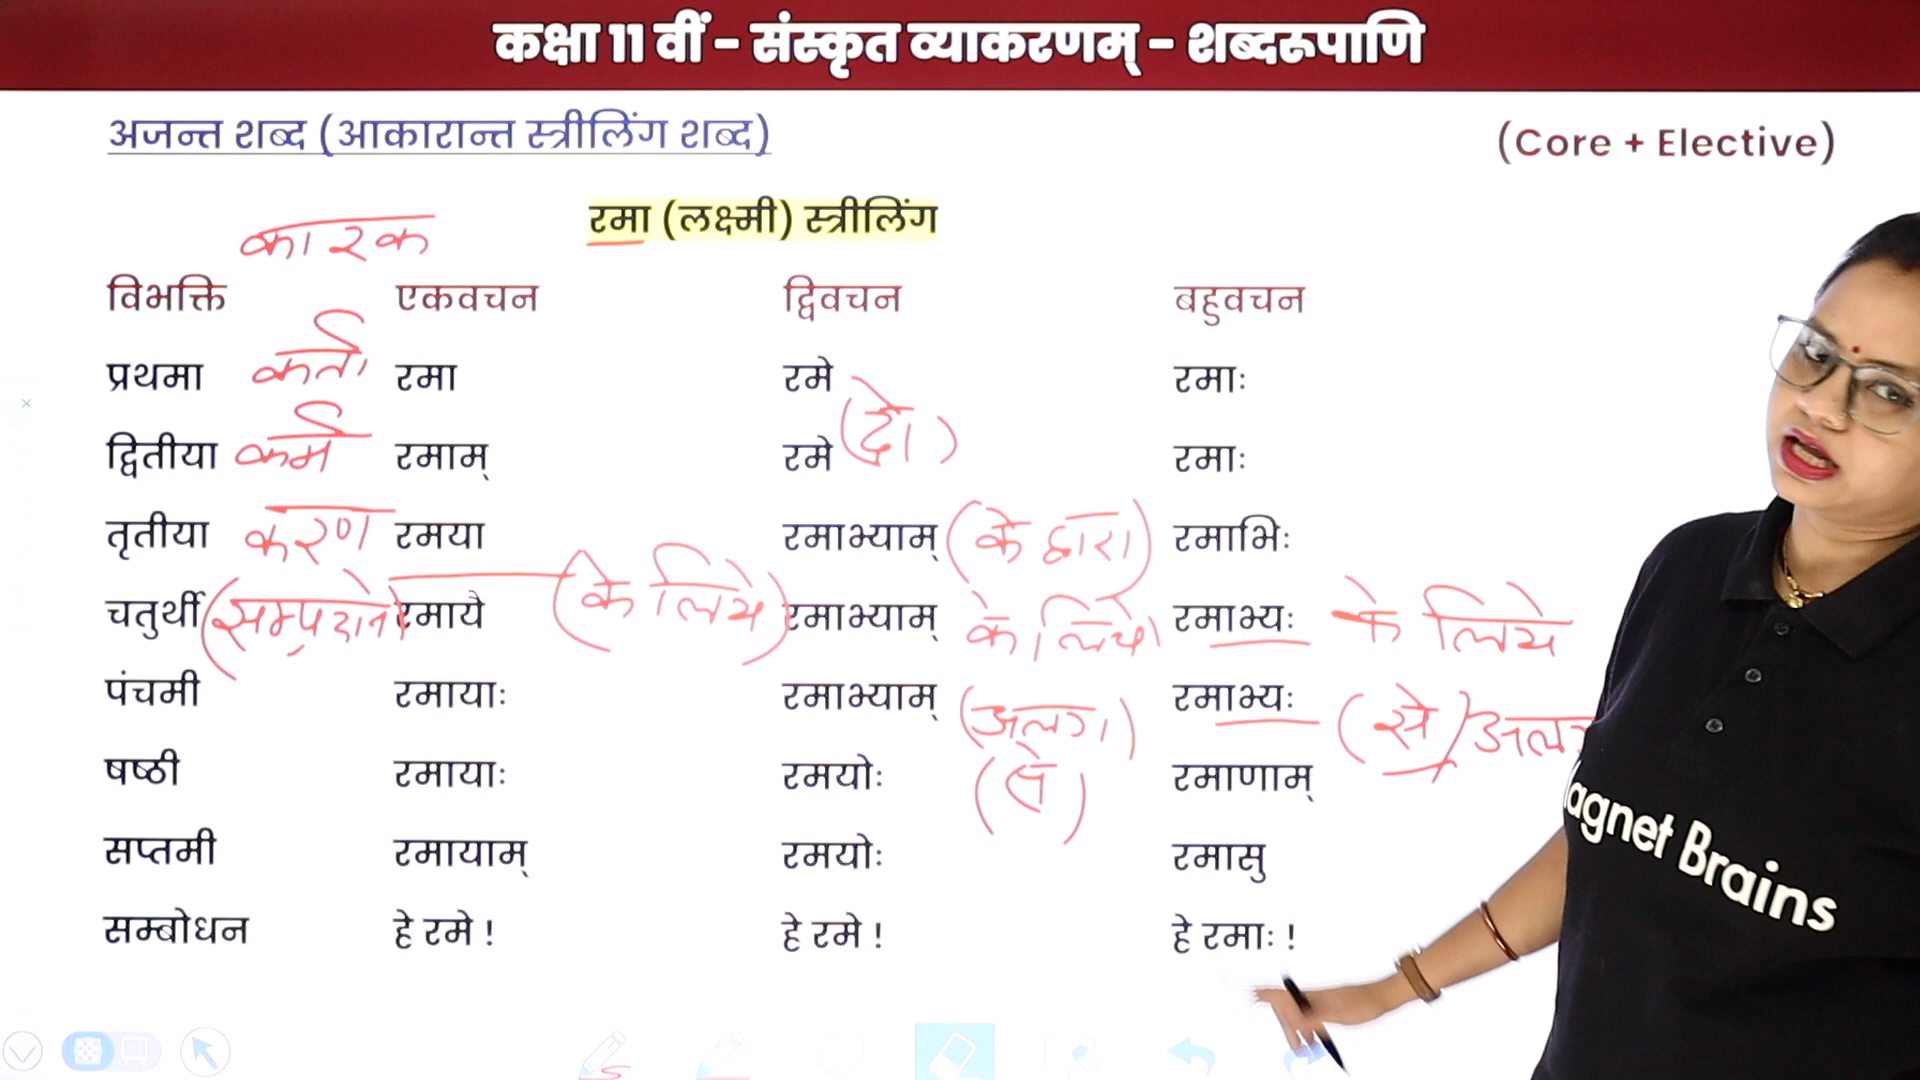 कक्षा 11 वीं - संस्कृत व्याकरणम् - शब्दरूपाणि
अजन्त शब्द (आकारान्त स्त्रीलिंग शब्द) (Core + Elective)
रमा (लक्ष्मी) स्त्रीलिंग
कारक
विभक्ति एकवचन द्विवचन बहुवचन
प्रथमा कर्ता रमा रमे रमाः
(दो)
द्वितीया कर्म रमाम् रमे रमाः
तृतीया करण रमया रमाभ्याम् (के द्वारा) रमाभिः
चतुर्थी (सम्प्रदान) रमायै (के लिये) रमाभ्याम् के लिये रमाभ्यः के लिये
पंचमी रमायाः रमाभ्याम् (अलग) रमाभ्यः (से) अलग
षष्ठी रमायाः रमयोः रमाणाम्
सप्तमी रमायाम् रमयोः रमासु
सम्बोधन हे रमे ! हे रमे ! हे रमाः !
agnet Brains